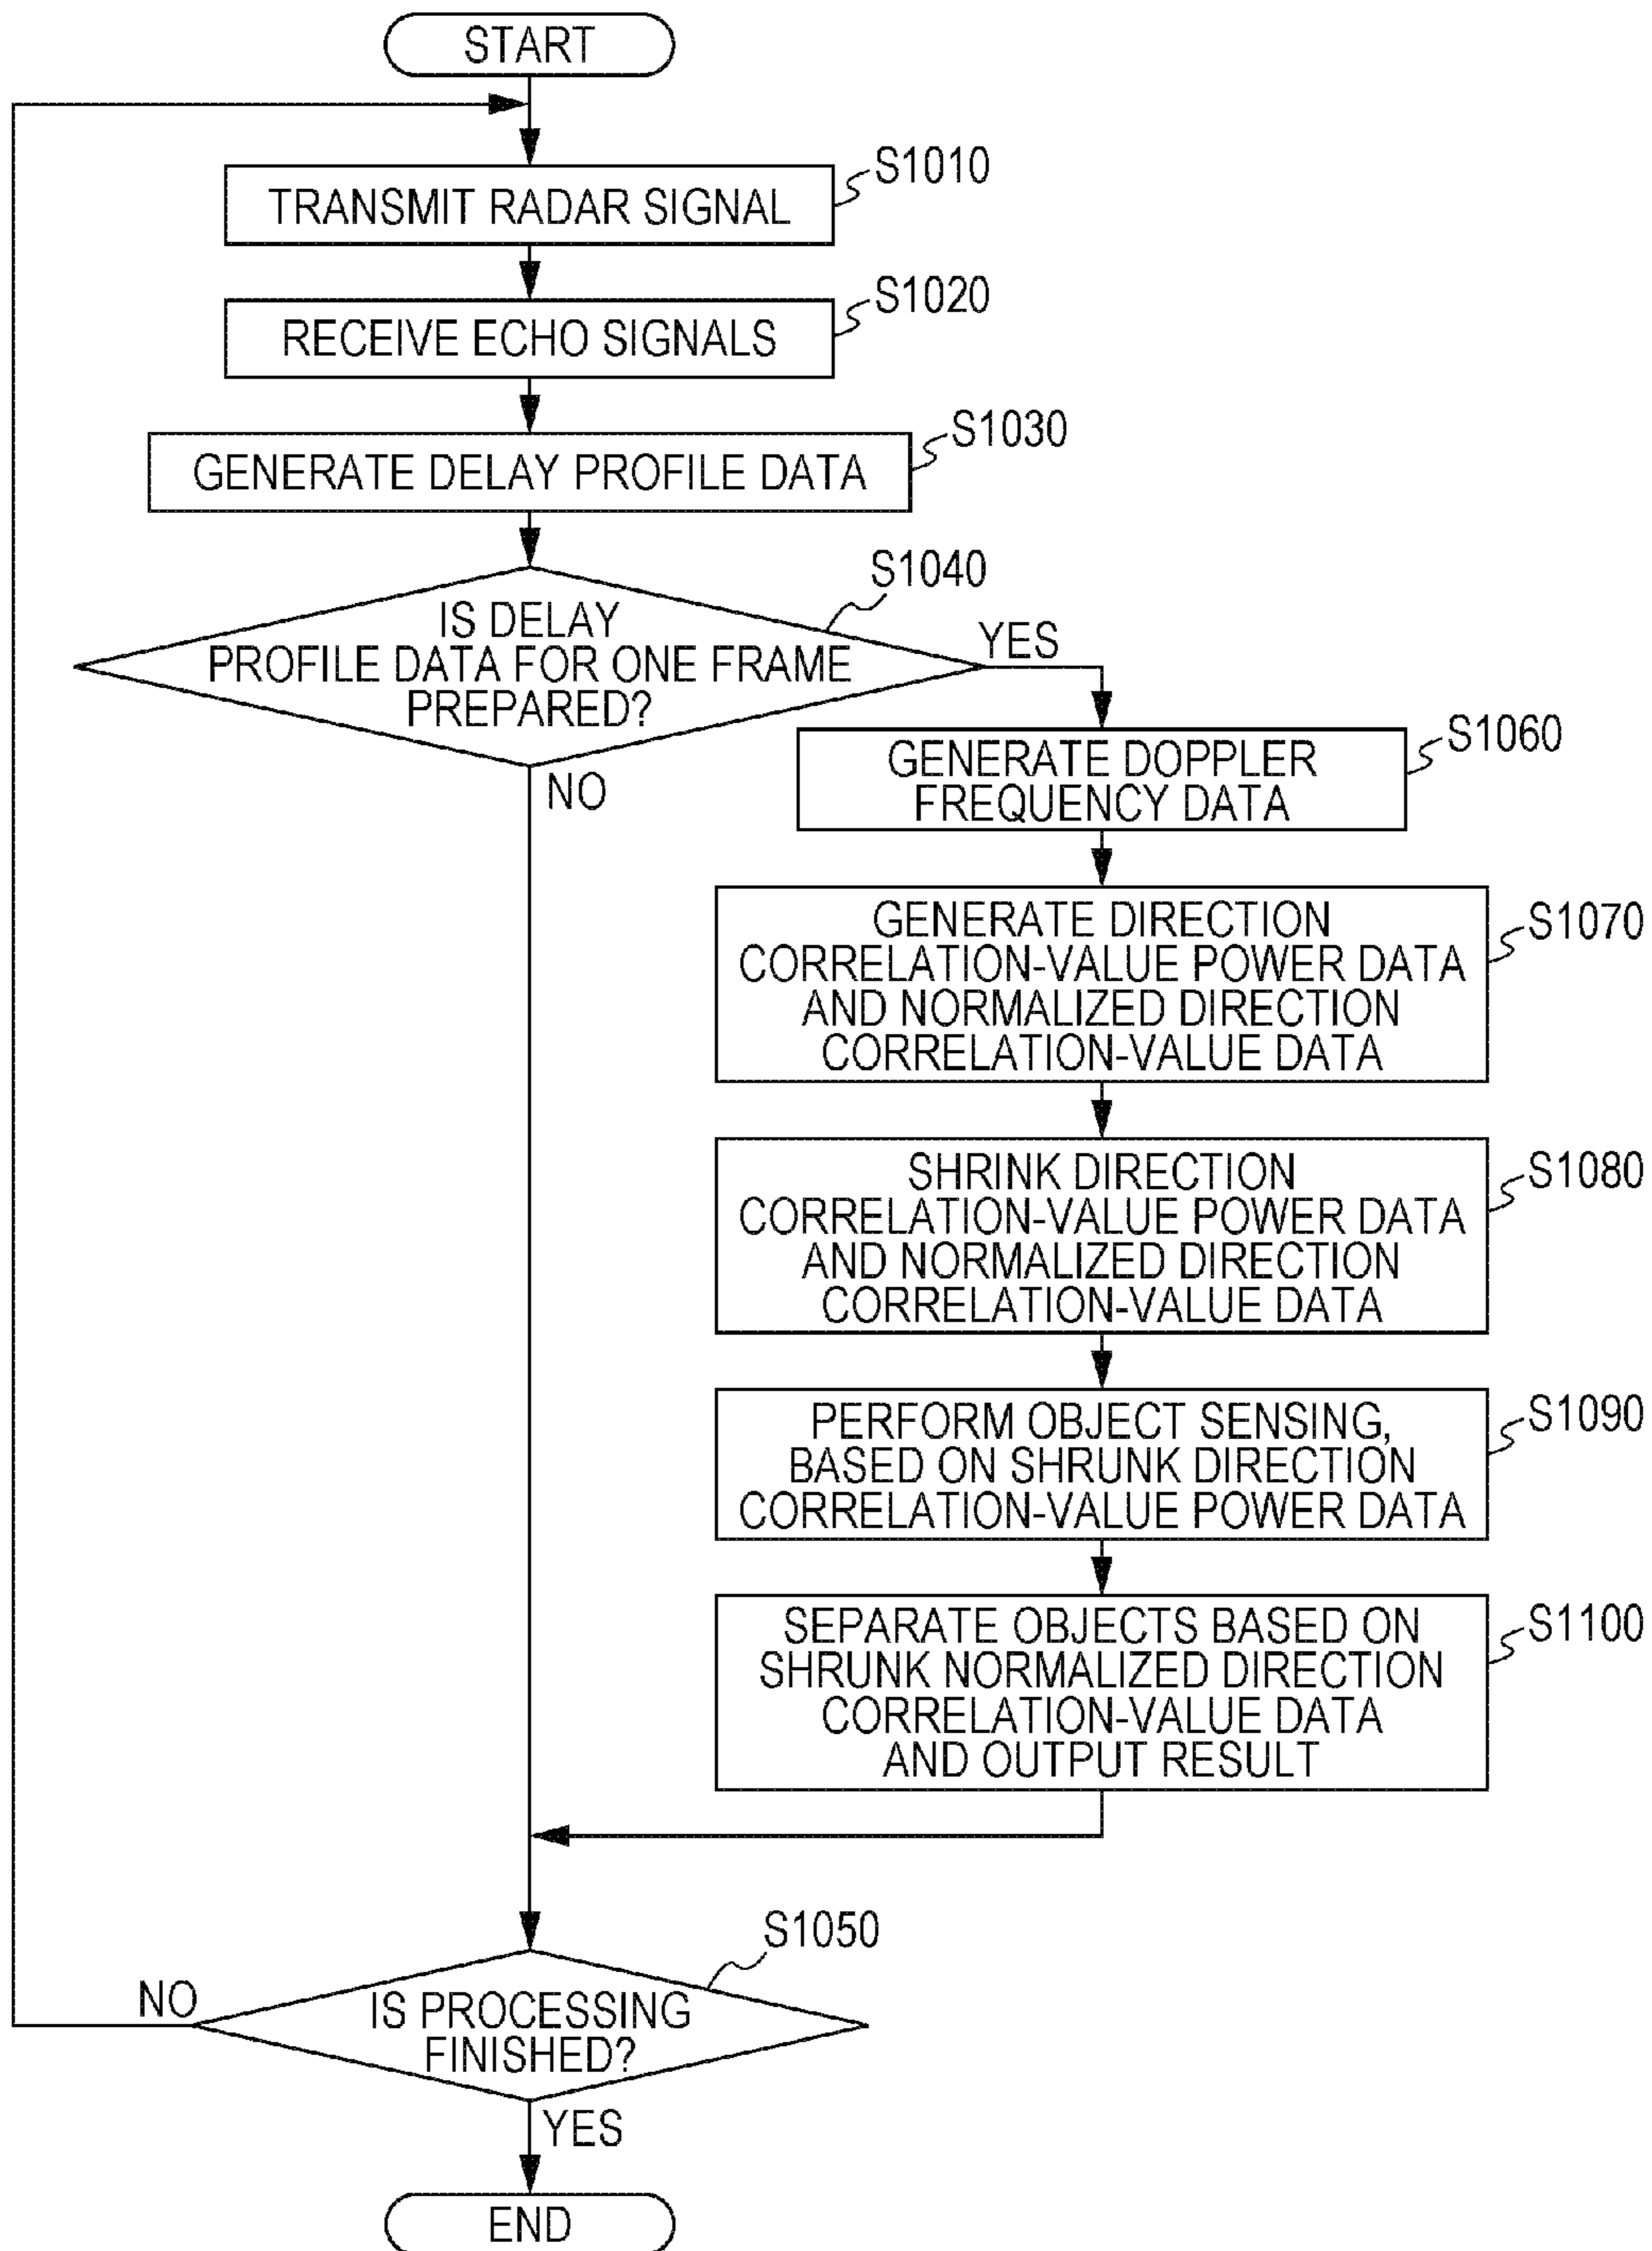 START
S1010
TRANSMIT RADAR SIGNAL
S1020
RECEIVE ECHO SIGNALS
S1030
GENERATE DELAY PROFILE DATA
S1040
IS DELAY
PROFILE DATA FOR ONE FRAME
PREPARED?
YES
NO
S1060
GENERATE DOPPLER
FREQUENCY DATA
S1070
GENERATE DIRECTION
CORRELATION-VALUE POWER DATA
AND NORMALIZED DIRECTION
CORRELATION-VALUE DATA
S1080
SHRINK DIRECTION
CORRELATION-VALUE POWER DATA
AND NORMALIZED DIRECTION
CORRELATION-VALUE DATA
S1090
PERFORM OBJECT SENSING,
BASED ON SHRUNK DIRECTION
CORRELATION-VALUE POWER DATA
S1100
SEPARATE OBJECTS BASED ON
SHRUNK NORMALIZED DIRECTION
CORRELATION-VALUE DATA
AND OUTPUT RESULT
S1050
NO
IS PROCESSING
FINISHED?
YES
END